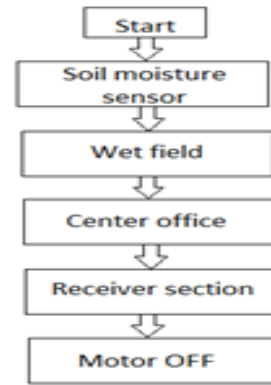 Start
Soil moisture
sensor
Wet field
Center office
Receiver section
Motor OFF